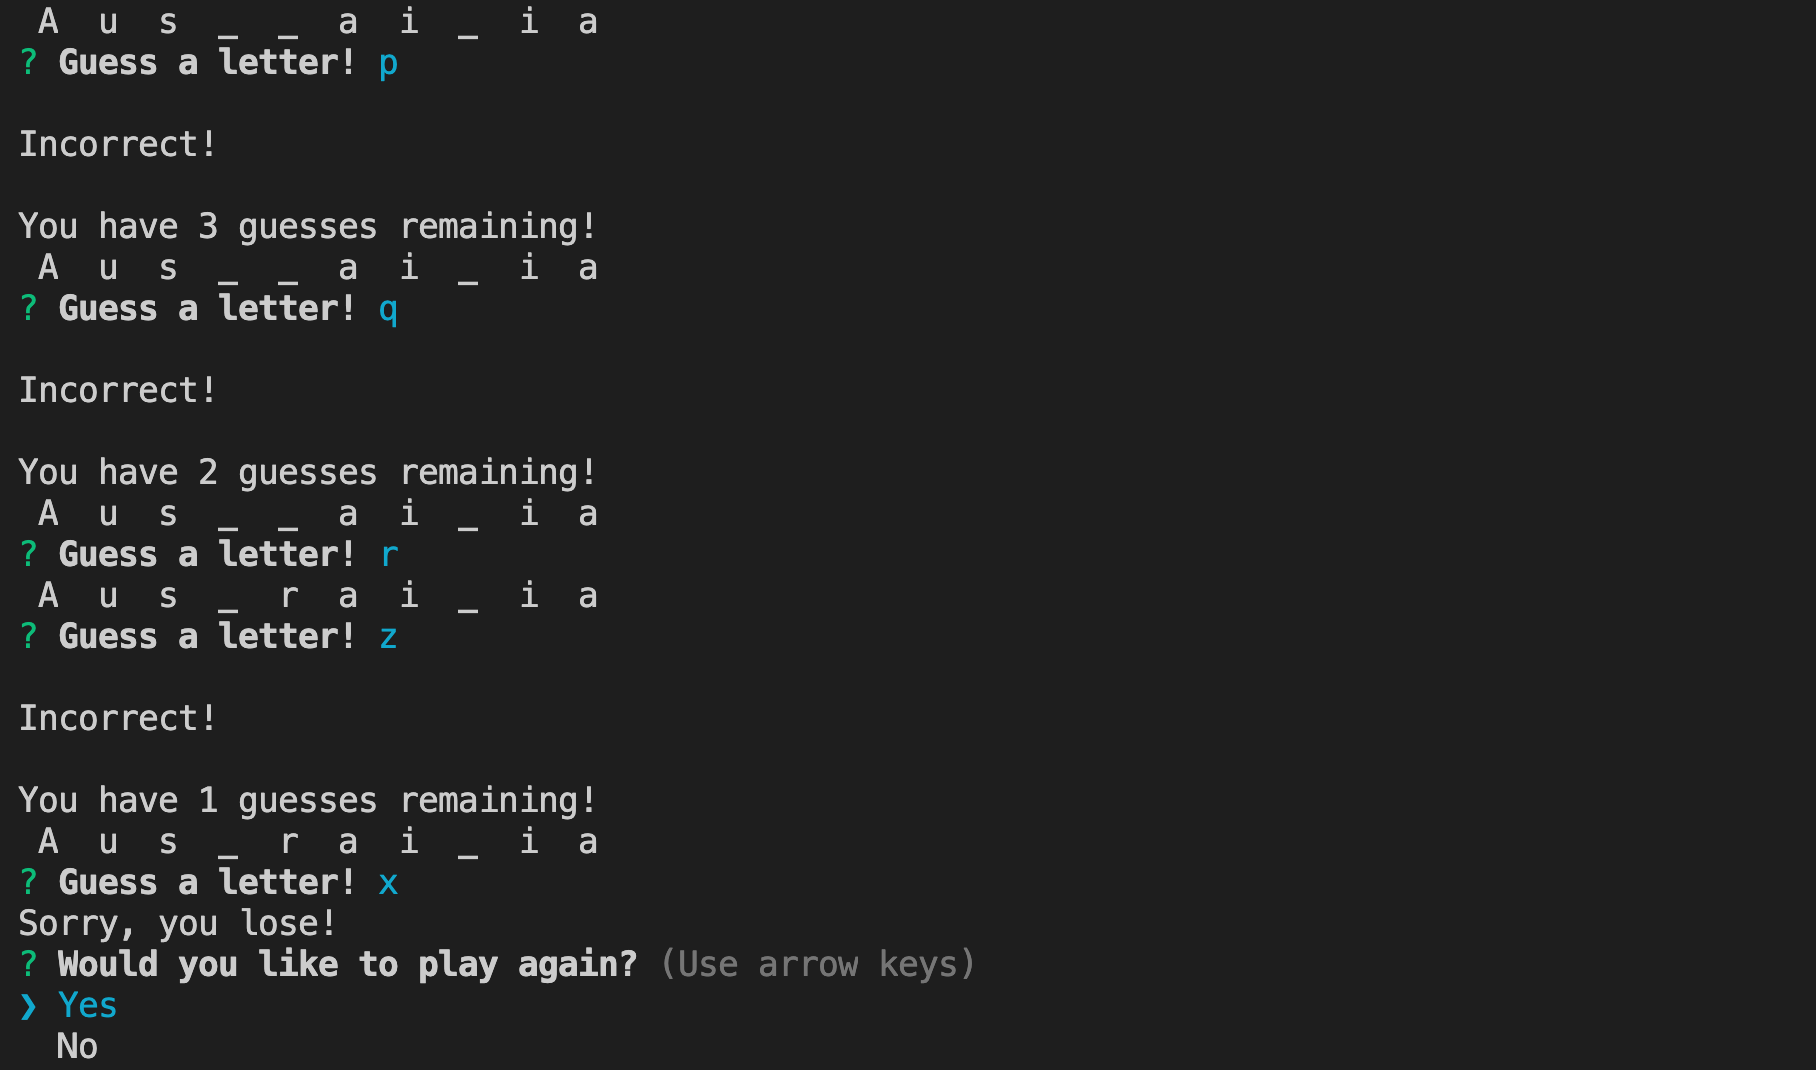 A u s _ _ a i _ i a
? Guess a letter! p
Incorrect!
You have 3 guesses remaining!
A u s _ _ a i _ i a
? Guess a letter! q
Incorrect!
You have 2 guesses remaining!
A u s _ _ a i _ i a
? Guess a letter! r
A u s _ r a i _ i a
? Guess a letter! z
Incorrect!
You have 1 guesses remaining!
A u s _ r a i _ i a
? Guess a letter! x
Sorry, you lose!
? Would you like to play again? (Use arrow keys)
❯ Yes
No